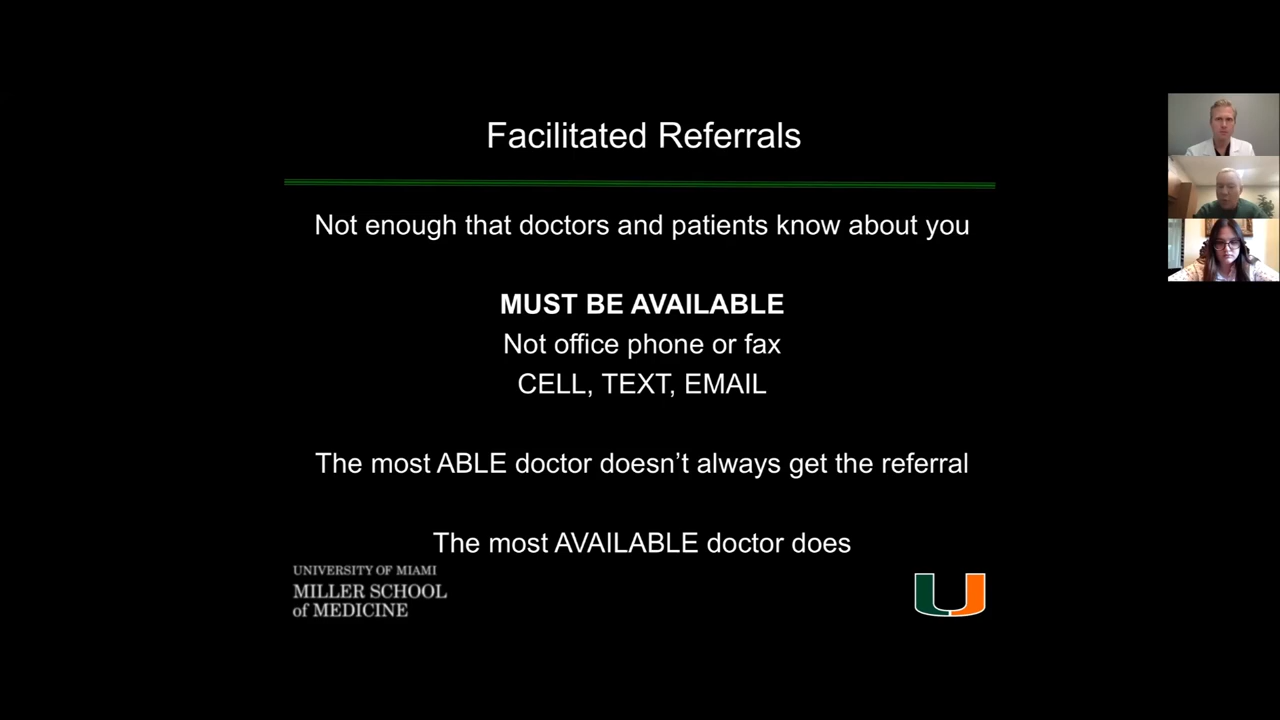 Facilitated Referrals
Not enough that doctors and patients know about you
MUST BE AVAILABLE
Not office phone or fax
CELL, TEXT, EMAIL
The most ABLE doctor doesn’t always get the referral
The most AVAILABLE doctor does
UNIVERSITY OF MIAMI
MILLER SCHOOL
of MEDICINE
U